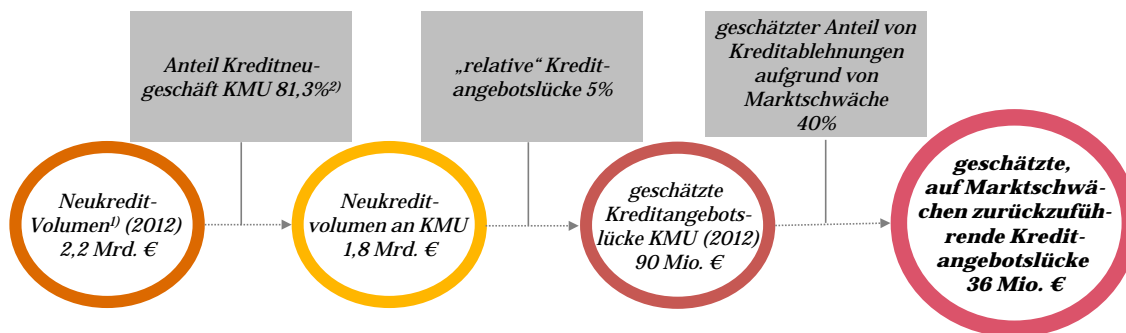 Anteil Kreditneu-
geschäft KMU 81,3%²⁾
„relative“ Kredit-
angebotslücke 5%
geschätzter Anteil von
Kreditablehnungen
aufgrund von
Marktschwäche
40%
Neukredit-
Volumen¹⁾ (2012)
2,2 Mrd. €
Neukredit-
volumen an KMU
1,8 Mrd. €
geschätzte
Kreditangebots-
lücke KMU (2012)
90 Mio. €
geschätzte,
auf Marktschwä-
chen zurückzufüh-
rende Kredit-
angebotslücke
36 Mio. €